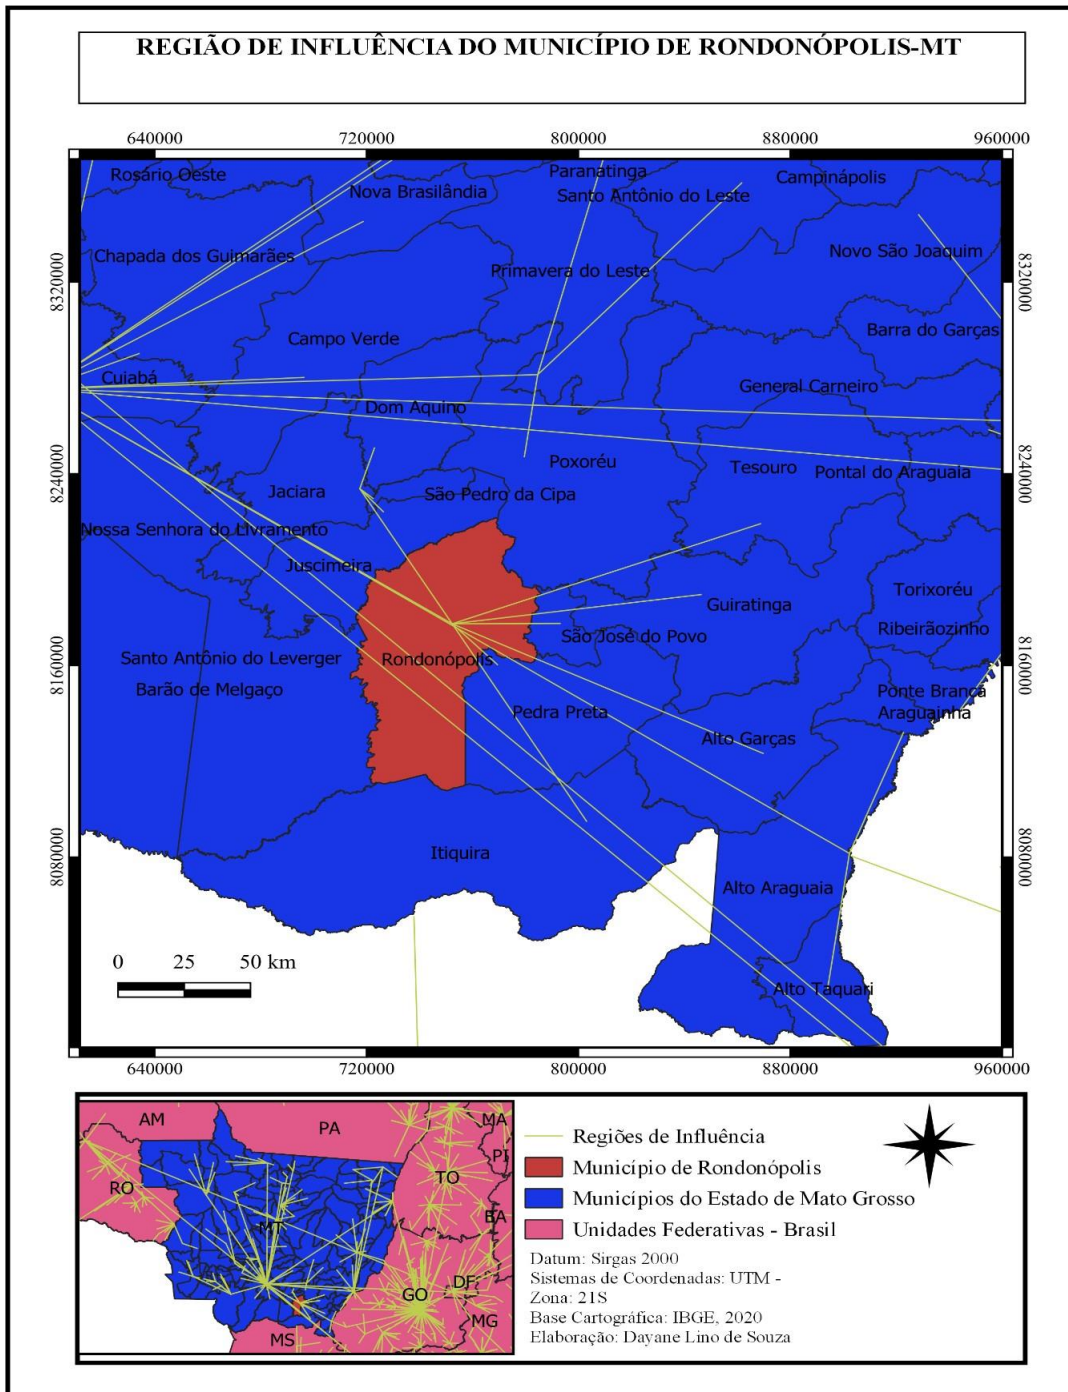 REGIÃO DE INFLUÊNCIA DO MUNICÍPIO DE RONDONÓPOLIS-MT
640000 720000 800000 880000 960000
Rosário Oeste
Paranatinga
Campinápolis
Nova Brasilândia
Santo Antônio do Leste
Chapada dos Guimarães
Novo São Joaquim
Primavera do Leste
8320000
8320000
Barra do Garças
Campo Verde
Cuiabá
General Carneiro
Dom Aquino
Poxoréu
Tesouro
Pontal do Araguaia
8240000
8240000
Jaciara
São Pedro da Cipa
Nossa Senhora do Livramento
Juscimeira
Torixoréu
Guiratinga
Ribeirãozinho
São José do Povo
Santo Antônio do Leverger
Rondonópolis
8160000
8160000
Barão de Melgaço
Ponte Branca
Pedra Preta
Araguainha
Alto Garças
Itiquira
8080000
8080000
Alto Araguaia
0 25 50 km
Alto Taquari
640000 720000 800000 880000 960000
AM
PA
MA
PI
TO
RO
BA
MT
GO
DF
MG
MS
Regiões de Influência
Município de Rondonópolis
Municípios do Estado de Mato Grosso
Unidades Federativas - Brasil
Datum: Sirgas 2000
Sistemas de Coordenadas: UTM -
Zona: 21S
Base Cartográfica: IBGE, 2020
Elaboração: Dayane Lino de Souza